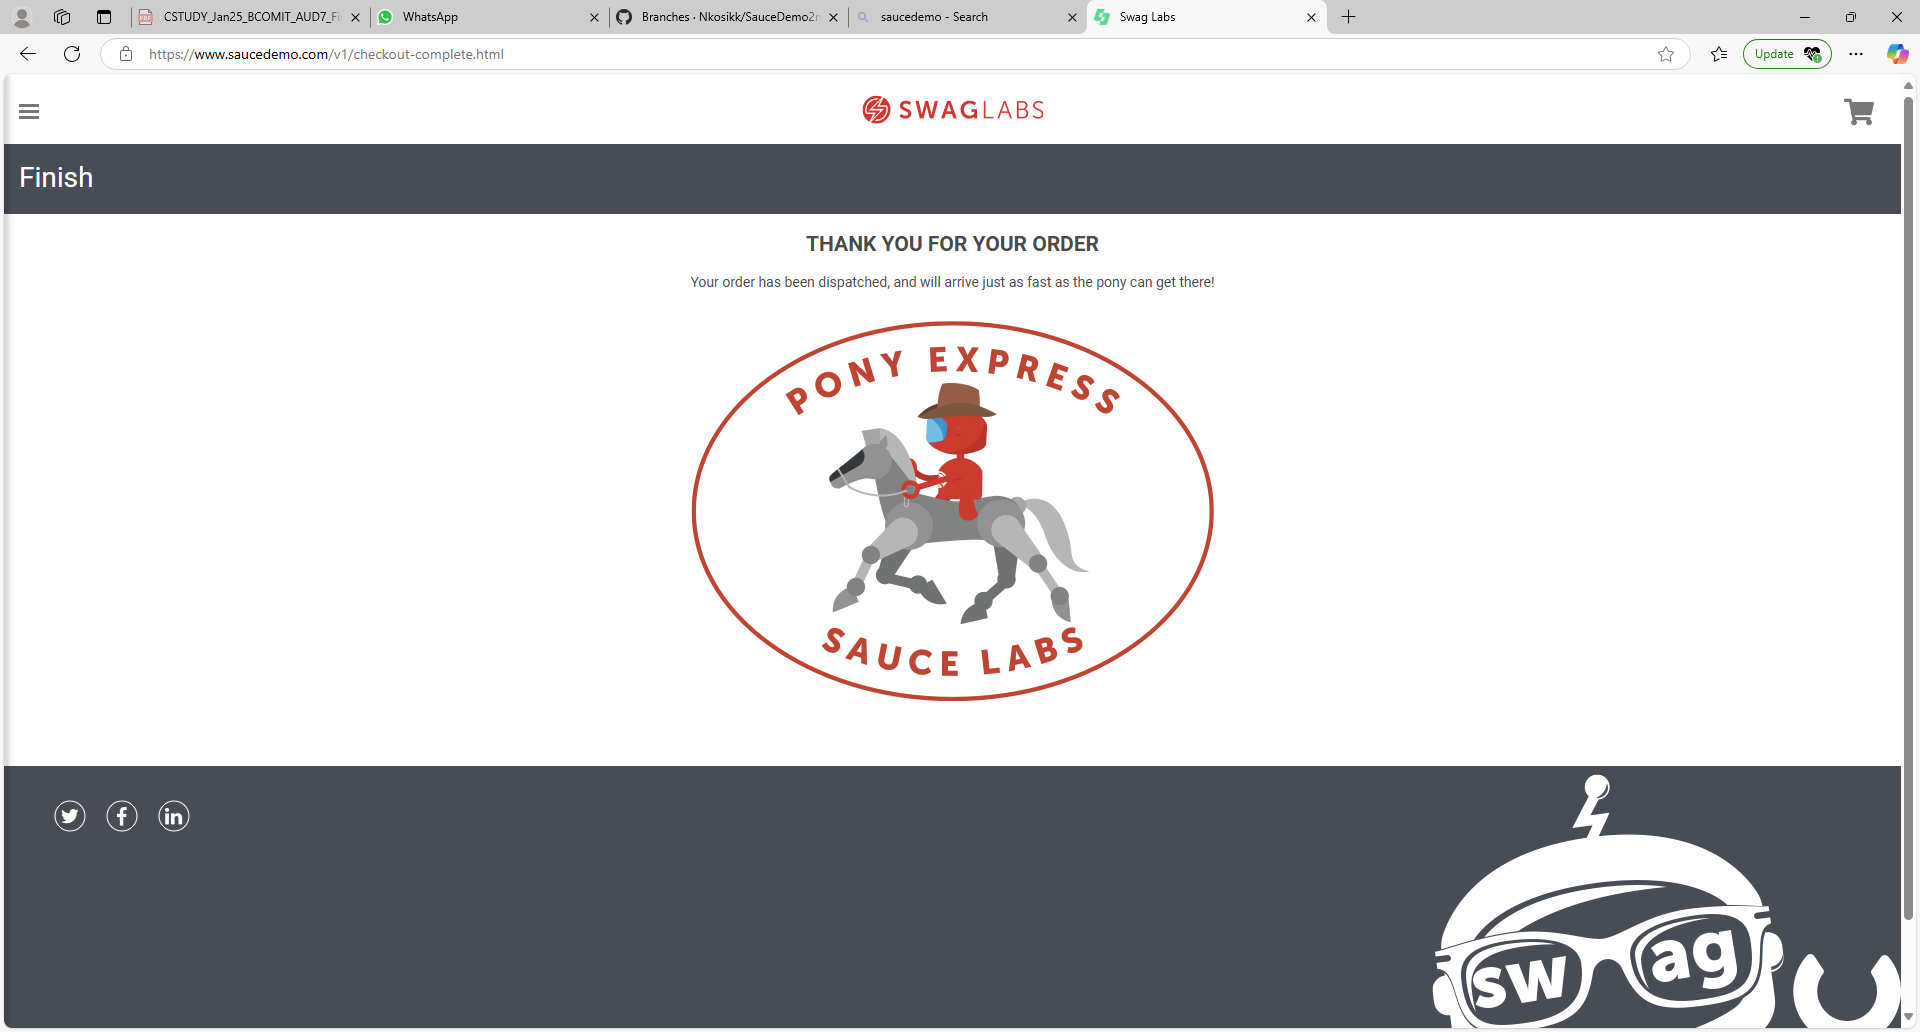 CSTUDY_Jan25_BCOMIT_AUD7_Fi
WhatsApp
Branches · Nkosikk/SauceDemo2
saucedemo - Search
Swag Labs
https://www.saucedemo.com/v1/checkout-complete.html
Update
SWAGLABS
Finish
THANK YOU FOR YOUR ORDER
Your order has been dispatched, and will arrive just as fast as the pony can get there!
PONY EXPRESS
SAUCE LABS
sw ag